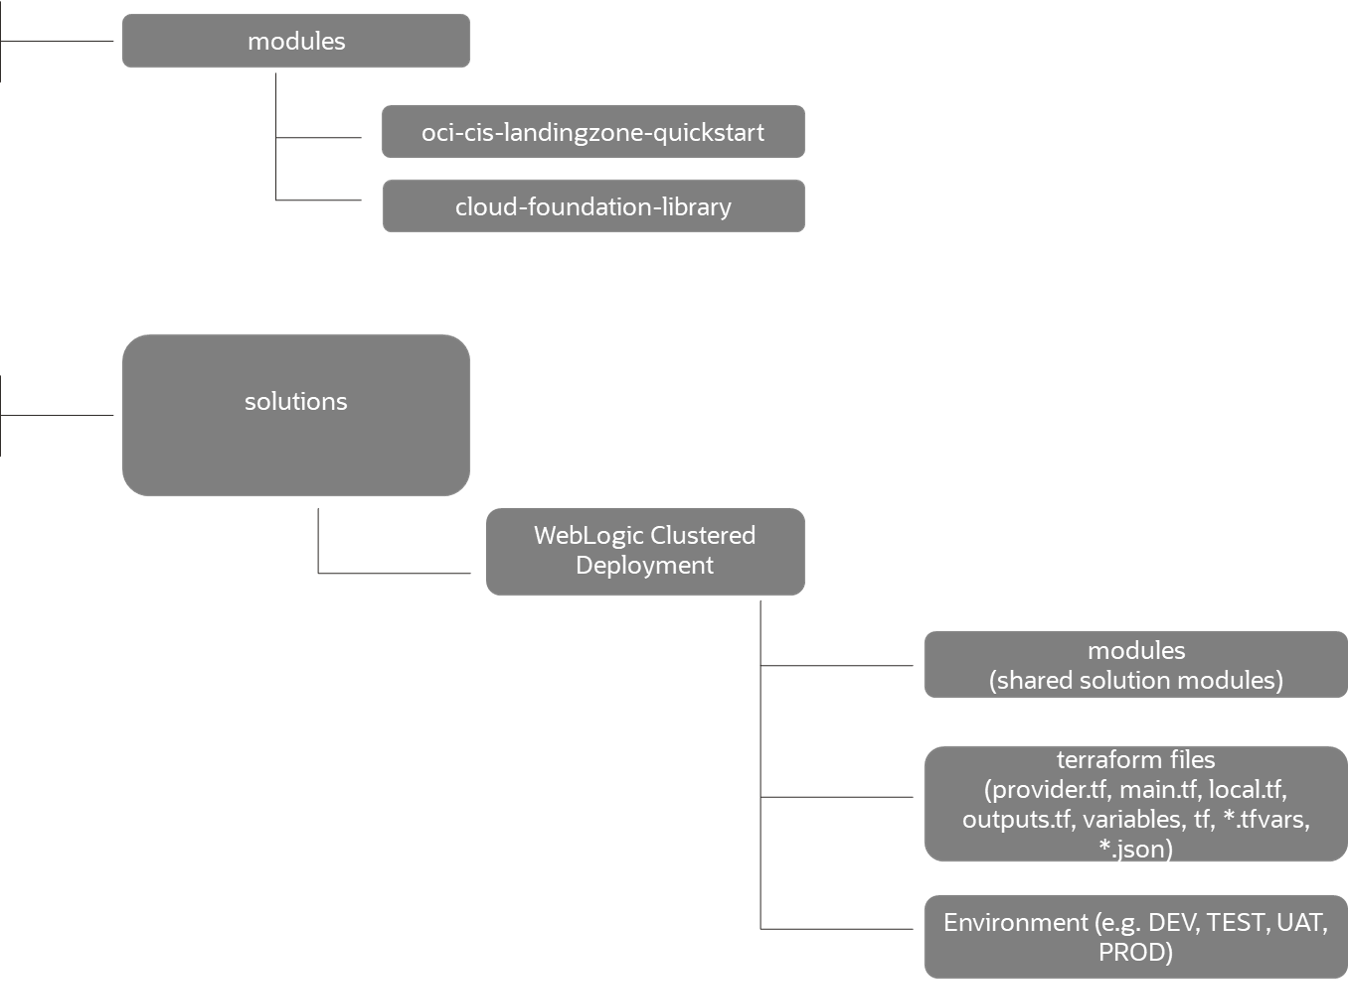 modules
oci-cis-landingzone-quickstart
cloud-foundation-library
solutions
WebLogic Clustered
Deployment
modules
(shared solution modules)
terraform files
(provider.tf, main.tf, local.tf,
outputs.tf, variables, tf, *.tfvars,
*.json)
Environment (e.g. DEV, TEST, UAT,
PROD)